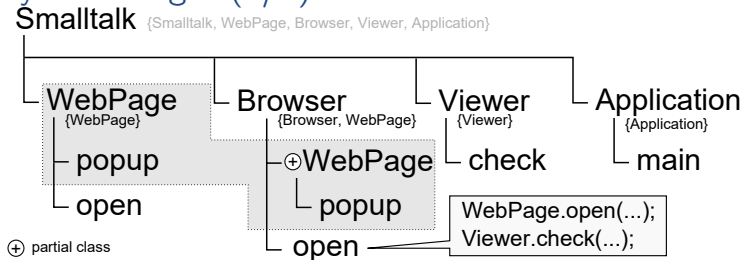 Smalltalk {Smalltalk, WebPage, Browser, Viewer, Application}
WebPage Browser Viewer Application
{WebPage} {Browser, WebPage} {Viewer} {Application}
popup ⊕WebPage check main
open popup
WebPage.open(...);
Viewer.check(...);
⊕ partial class open